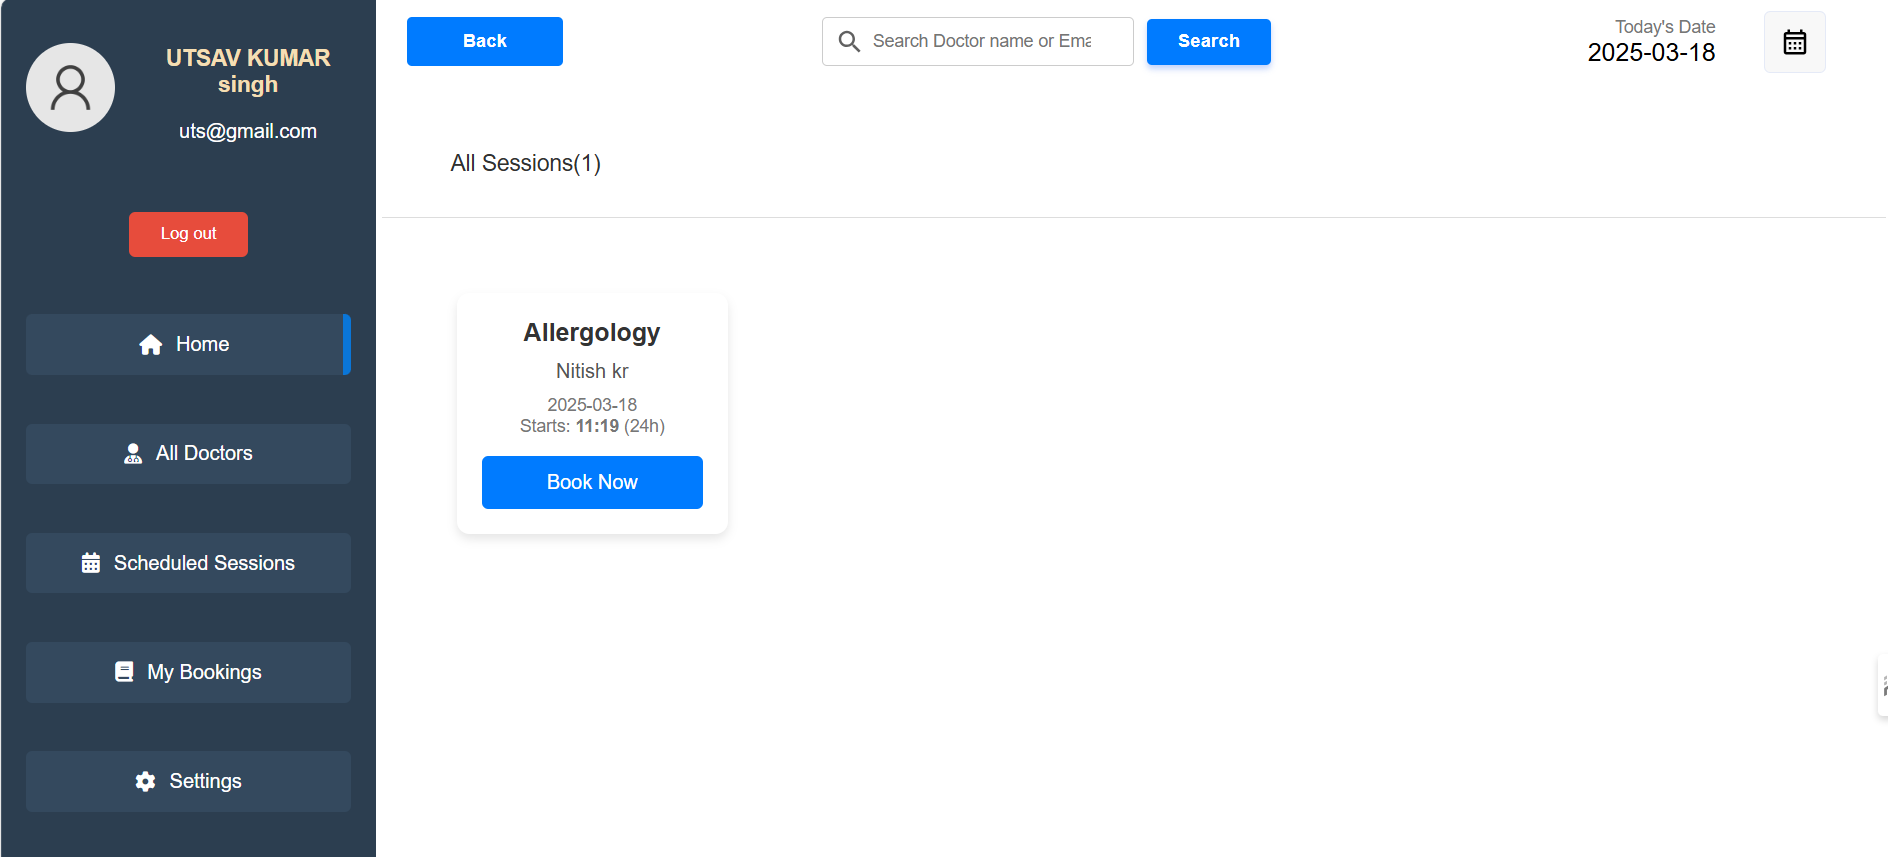 UTSAV KUMAR
singh
uts@gmail.com
Log out
Home
All Doctors
Scheduled Sessions
My Bookings
Settings
Back
Search Doctor name or Ema
Search
Today's Date
2025-03-18
All Sessions(1)
Allergology
Nitish kr
2025-03-18
Starts: 11:19 (24h)
Book Now